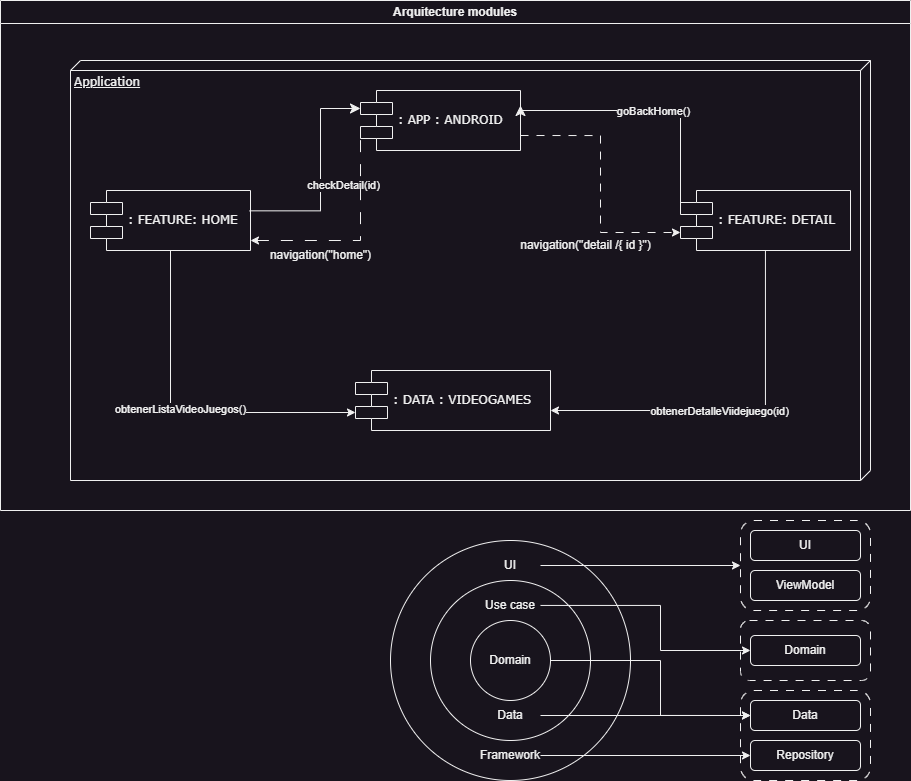 Arquitecture modules
Application
: APP : ANDROID
goBackHome()
checkDetail(id)
: FEATURE: HOME
: FEATURE: DETAIL
navigation("home")
navigation("detail /{ id }")
: DATA : VIDEOGAMES
obtenerListaVideoJuegos()
obtenerDetalleViidejuego(id)
UI
Use case
Domain
Data
Framework
UI
ViewModel
Domain
Data
Repository